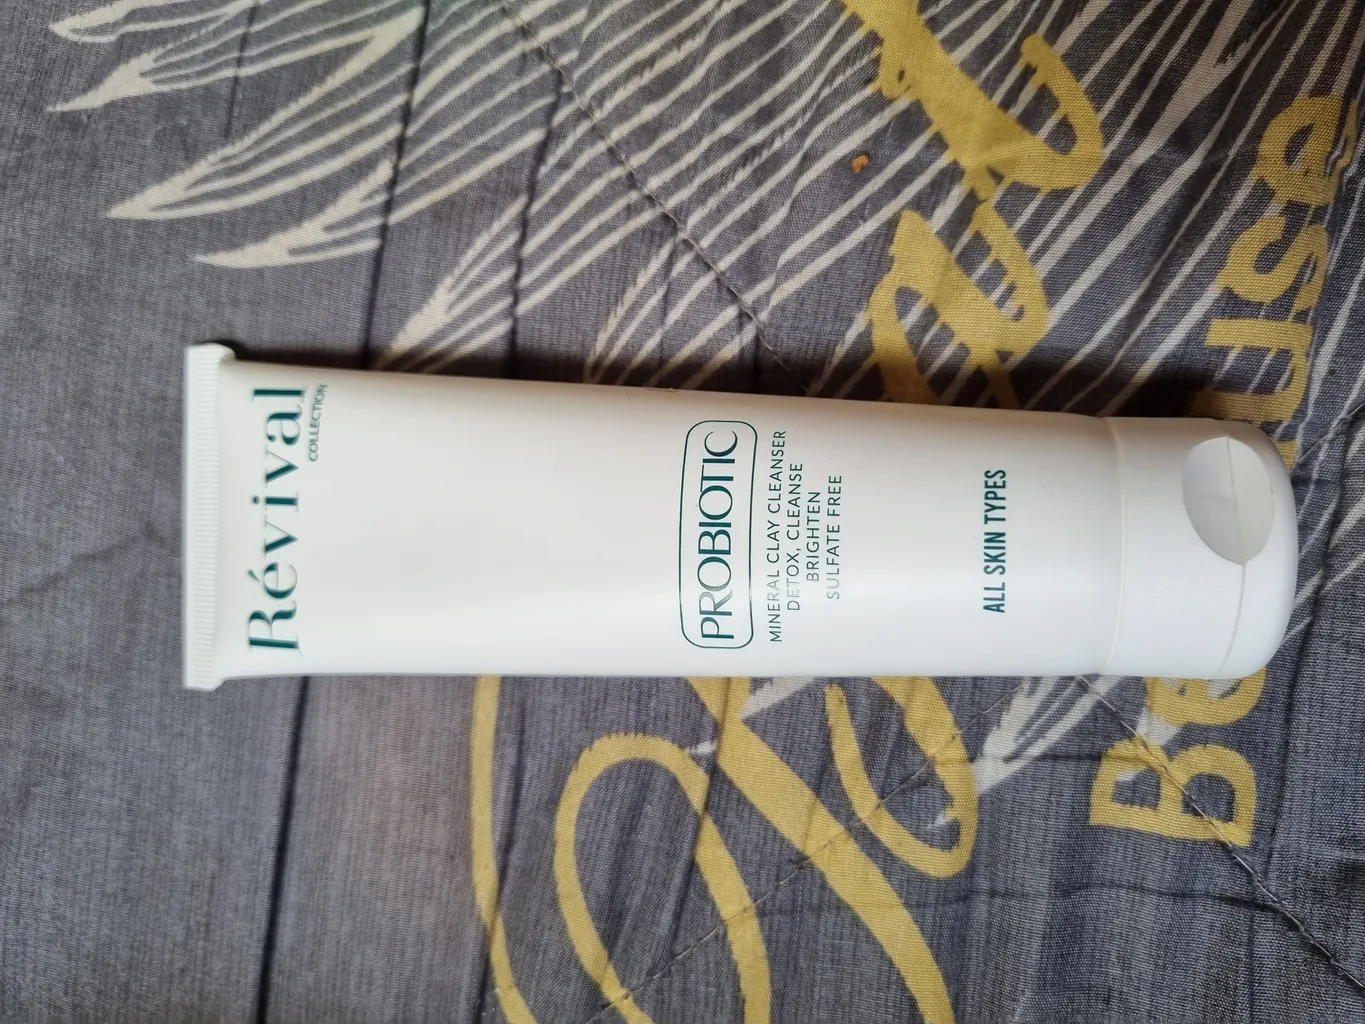 Révival
COLLECTION
PROBIOTIC
MINERAL CLAY CLEANSER
DETOX, CLEANSE
BRIGHTEN
SULFATE FREE
ALL SKIN TYPES